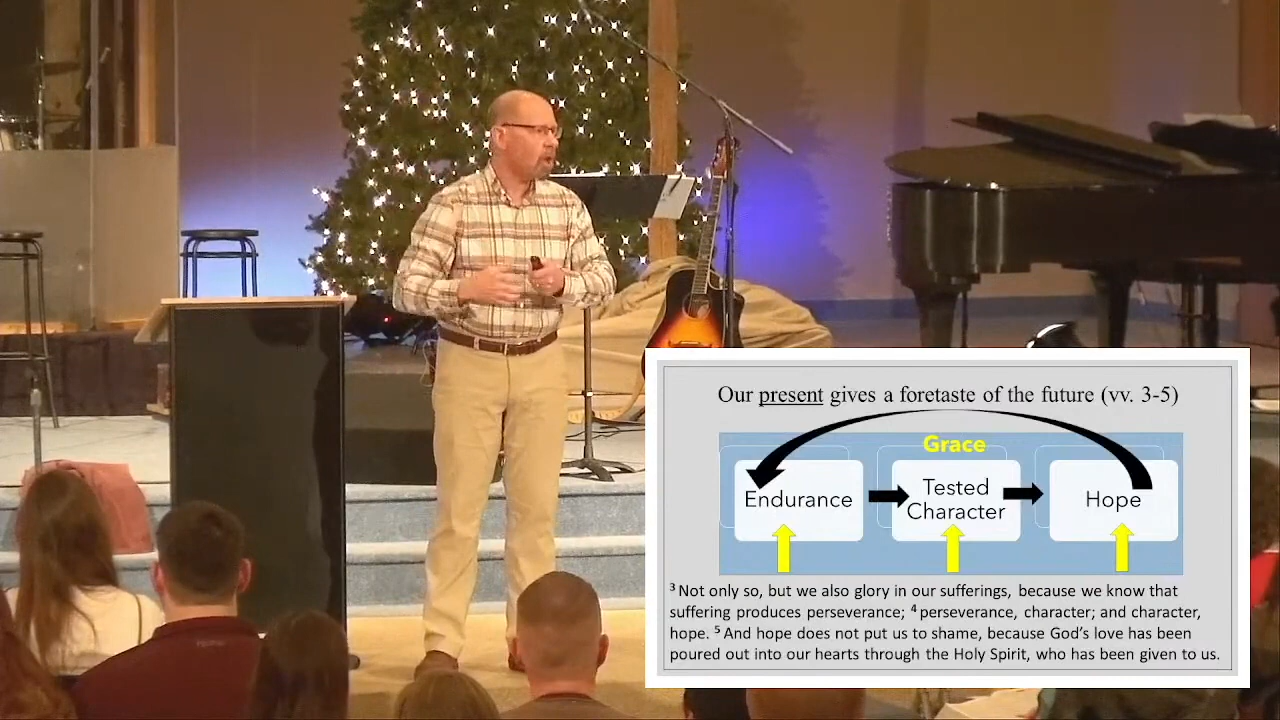 Our present gives a foretaste of the future (vv. 3-5)
Grace
Endurance
Tested
Character
Hope
³ Not only so, but we also glory in our sufferings, because we know that
suffering produces perseverance; ⁴ perseverance, character; and character,
hope. ⁵ And hope does not put us to shame, because God’s love has been
poured out into our hearts through the Holy Spirit, who has been given to us.